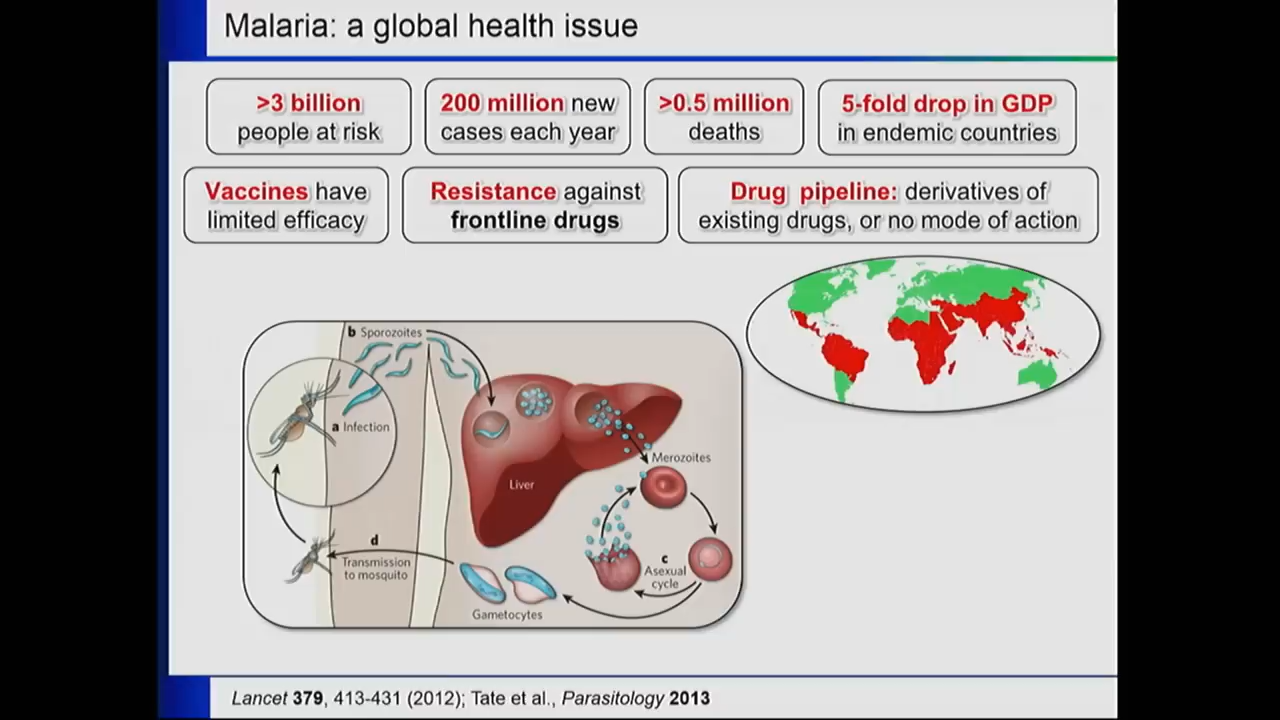 Malaria: a global health issue
>3 billion
people at risk
200 million new
cases each year
>0.5 million
deaths
5-fold drop in GDP
in endemic countries
Vaccines have
limited efficacy
Resistance against
frontline drugs
Drug pipeline: derivatives of
existing drugs, or no mode of action
b Sporozoites
a Infection
Liver
Merozoites
c
Asexual
cycle
d
Transmission
to mosquito
Gametocytes
Lancet 379, 413-431 (2012); Tate et al., Parasitology 2013